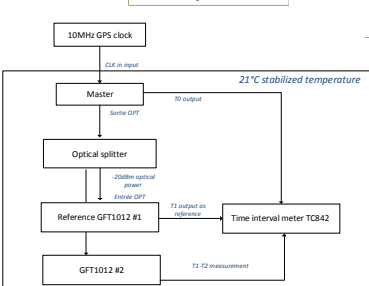 10MHz GPS clock
CLK in input
21°C stabilized temperature
Master
T0 output
Sortie OPT
Optical splitter
-20dBm optical
power
Entrée OPT
T1 output as
reference
Reference GFT1012 #1
Time interval meter TC842
GFT1012 #2
T1-T2 measurement